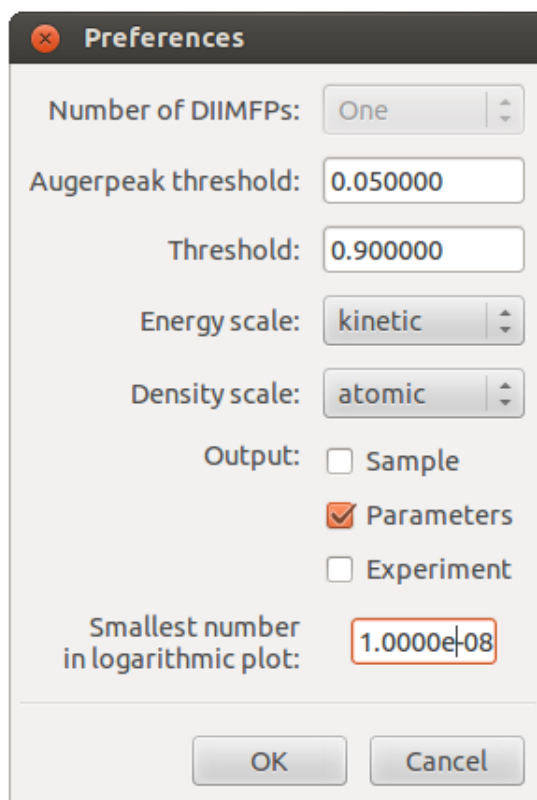 Preferences
Number of DIIMFPs: One
Augerpeak threshold: 0.050000
Threshold: 0.900000
Energy scale: kinetic
Density scale: atomic
Output: Sample
Parameters
Experiment
Smallest number
in logarithmic plot: 1.0000e-08
OK Cancel